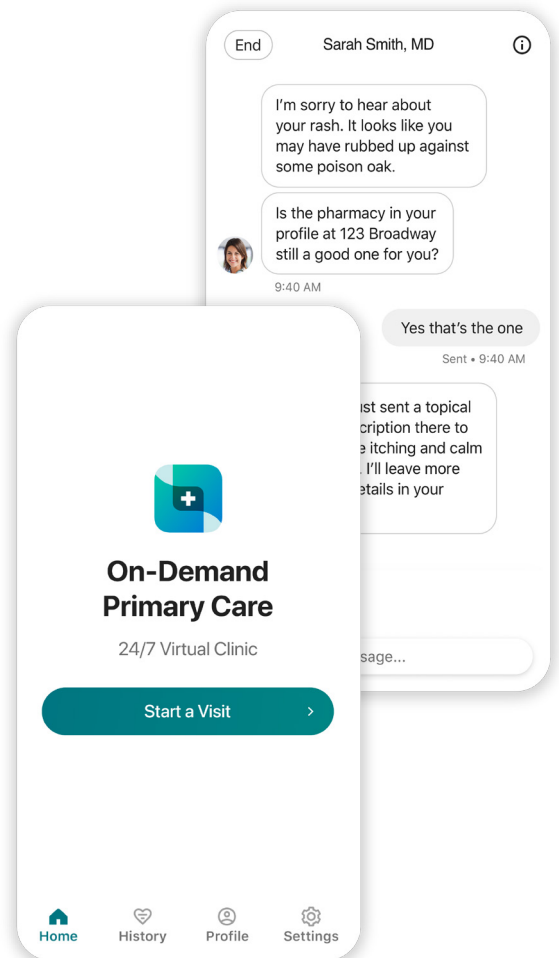 End
Sarah Smith, MD
I'm sorry to hear about
your rash. It looks like you
may have rubbed up against
some poison oak.
Is the pharmacy in your
profile at 123 Broadway
still a good one for you?
9:40 AM
Yes that's the one
Sent • 9:40 AM
sent a topical
there to
itching and calm
I'll leave more
in your
On-Demand
Primary Care
24/7 Virtual Clinic
Start a Visit
Home
History
Profile
Settings